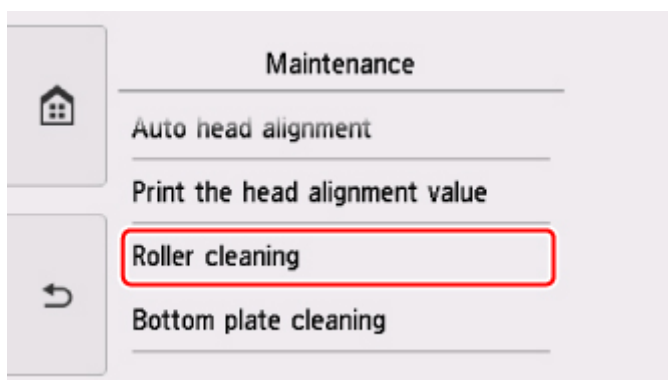 Maintenance
Auto head alignment
Print the head alignment value
Roller cleaning
Bottom plate cleaning